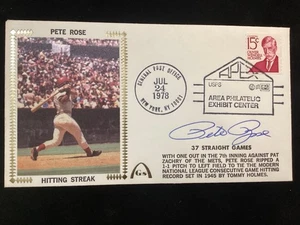 PETE ROSE
HITTING STREAK
GENERAL POST OFFICE
JUL
24
1978
NEW YORK, NY 10001
15¢
APEX
USPS
AREA PHILATELIC
EXHIBIT CENTER
Pete Rose
37 STRAIGHT GAMES
WITH ONE OUT IN THE 7th INNING AGAINST PAT
ZACHRY OF THE METS, PETE ROSE RIPPED A
1-1 PITCH TO LEFT FIELD TO TIE THE MODERN
NATIONAL LEAGUE CONSECUTIVE GAME HITTING
RECORD SET IN 1945 BY TOMMY HOLMES.